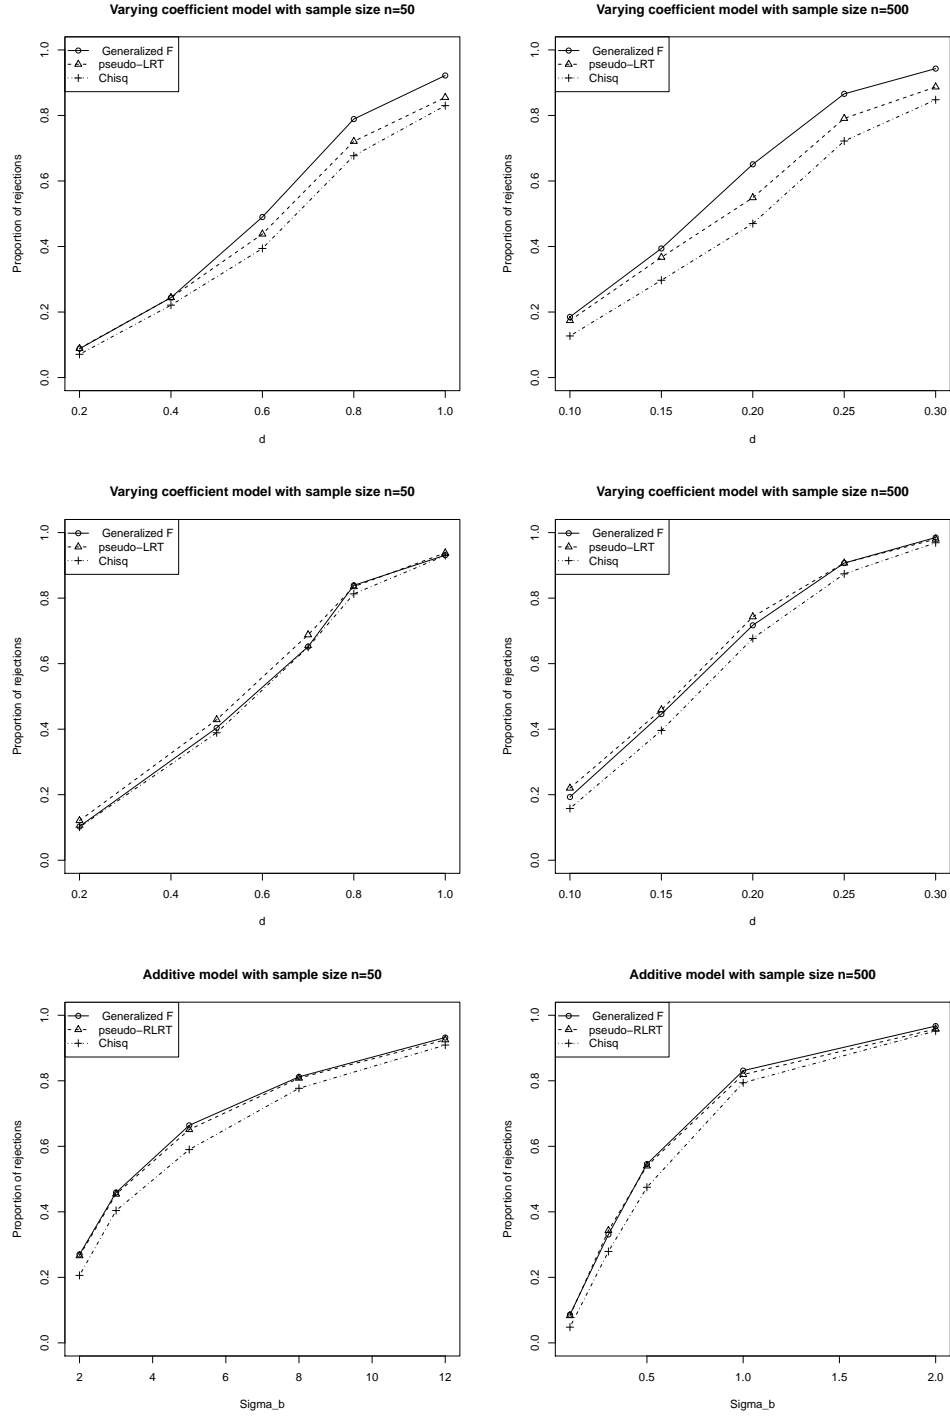 Varying coefficient model with sample size n=50
Proportion of rejections
1.0
0.8
0.6
0.4
0.2
0.0
Generalized F
pseudo−LRT
Chisq
0.2 0.4 0.6 0.8 1.0
d
Varying coefficient model with sample size n=500
Proportion of rejections
1.0
0.8
0.6
0.4
0.2
0.0
Generalized F
pseudo−LRT
Chisq
0.10 0.15 0.20 0.25 0.30
d
Varying coefficient model with sample size n=50
Proportion of rejections
1.0
0.8
0.6
0.4
0.2
0.0
Generalized F
pseudo−LRT
Chisq
0.2 0.4 0.6 0.8 1.0
d
Varying coefficient model with sample size n=500
Proportion of rejections
1.0
0.8
0.6
0.4
0.2
0.0
Generalized F
pseudo−LRT
Chisq
0.10 0.15 0.20 0.25 0.30
d
Additive model with sample size n=50
Proportion of rejections
1.0
0.8
0.6
0.4
0.2
0.0
Generalized F
pseudo−RLRT
Chisq
2 4 6 8 10 12
Sigma_b
Additive model with sample size n=500
Proportion of rejections
1.0
0.8
0.6
0.4
0.2
0.0
Generalized F
pseudo−RLRT
Chisq
0.5 1.0 1.5 2.0
Sigma_b